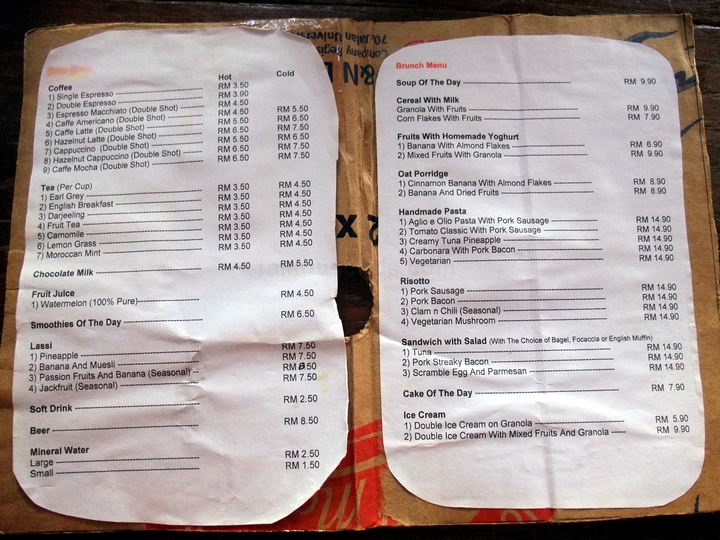 Hot Cold
Coffee
1) Single Espresso RM 3.50
2) Double Espresso RM 3.90
3) Espresso Macchiato (Double Shot) RM 4.50
4) Caffe Americano (Double Shot) RM 4.50 RM 5.50
5) Caffe Latte (Double Shot) RM 5.50 RM 6.50
6) Hazelnut Latte (Double Shot) RM 6.50 RM 7.50
7) Cappuccino (Double Shot) RM 5.50 RM 6.50
8) Hazelnut Cappuccino (Double Shot) RM 6.50 RM 7.50
9) Caffe Mocha (Double Shot) RM 6.50 RM 7.50
Tea (Per Cup)
1) Earl Grey RM 3.50 RM 4.50
2) English Breakfast RM 3.50 RM 4.50
3) Darjeeling RM 3.50 RM 4.50
4) Fruit Tea RM 3.50 RM 4.50
5) Camomile RM 3.50 RM 4.50
6) Lemon Grass RM 3.50 RM 4.50
7) Moroccan Mint RM 3.50 RM 4.50
Chocolate Milk RM 4.50 RM 5.50
Fruit Juice
1) Watermelon (100% Pure) RM 4.50
Smoothies Of The Day RM 6.50
Lassi
1) Pineapple RM 7.50
2) Banana And Muesli RM 7.50
3) Passion Fruits And Banana (Seasonal) RM 8.50
4) Jackfruit (Seasonal) RM 7.50
Soft Drink RM 2.50
Beer RM 8.50
Mineral Water
Large RM 2.50
Small RM 1.50
Company Regis
70, Jalan Universi
&N
Brunch Menu
Soup Of The Day RM 9.90
Cereal With Milk
Granola With Fruits RM 9.90
Corn Flakes With Fruits RM 7.90
Fruits With Homemade Yoghurt
1) Banana With Almond Flakes RM 6.90
2) Mixed Fruits With Granola RM 9.90
Oat Porridge
1) Cinnamon Banana With Almond Flakes RM 8.90
2) Banana And Dried Fruits RM 8.90
Handmade Pasta
1) Aglio e Olio Pasta With Pork Sausage RM 14.90
2) Tomato Classic With Pork Sausage RM 14.90
3) Creamy Tuna Pineapple RM 14.90
4) Carbonara With Pork Bacon RM 14.90
5) Vegetarian RM 14.90
Risotto
1) Pork Sausage RM 14.90
2) Pork Bacon RM 14.90
3) Clam n Chili (Seasonal) RM 14.90
4) Vegetarian Mushroom RM 14.90
Sandwich with Salad (With The Choice of Bagel, Focaccia or English Muffin)
1) Tuna RM 14.90
2) Pork Streaky Bacon RM 14.90
3) Scramble Egg And Parmesan RM 14.90
Cake Of The Day RM 7.90
Ice Cream
1) Double Ice Cream on Granola RM 5.90
2) Double Ice Cream With Mixed Fruits And Granola RM 9.90